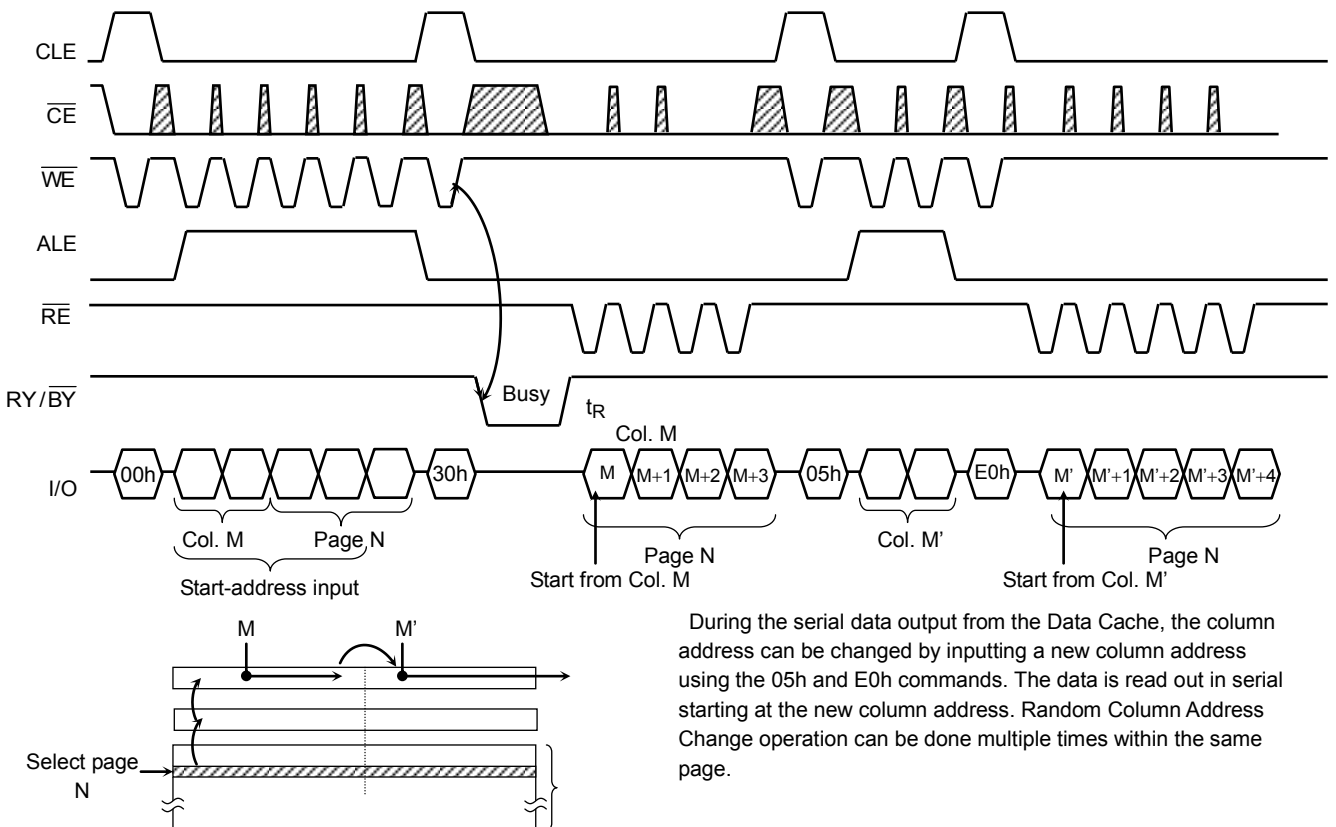 CLE
CE
WE
ALE
RE
RY/BY
Busy
tR
Col. M
I/O
00h
30h
M
M+1
M+2
M+3
05h
E0h
M'
M'+1
M'+2
M'+3
M'+4
Col. M
Page N
Start-address input
Page N
Start from Col. M
Col. M'
Page N
Start from Col. M'
M
M'
Select page
N
During the serial data output from the Data Cache, the column
address can be changed by inputting a new column address
using the 05h and E0h commands. The data is read out in serial
starting at the new column address. Random Column Address
Change operation can be done multiple times within the same
page.